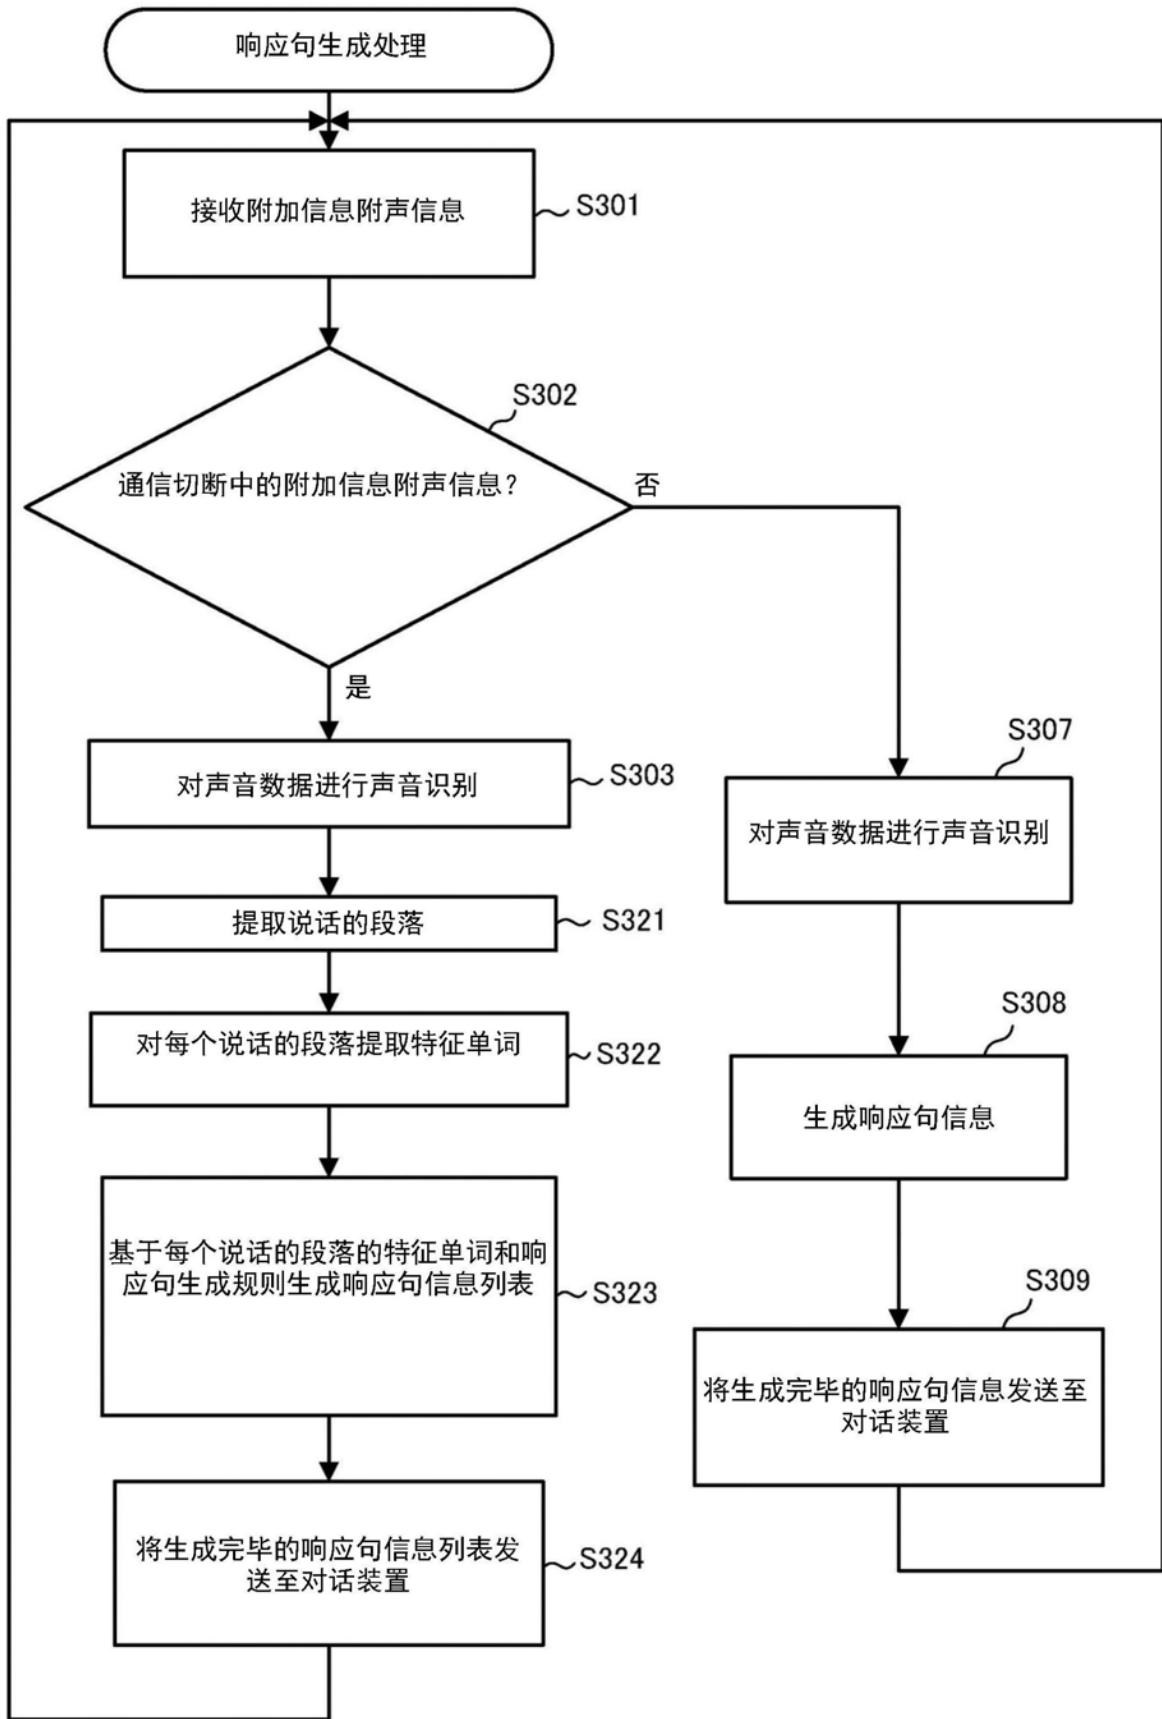 响应句生成处理
接收附加信息附声信息
S301
S302
通信切断中的附加信息附声信息？
否
是
对声音数据进行声音识别
S303
提取说话的段落
S321
对每个说话的段落提取特征单词
S322
基于每个说话的段落的特征单词和响
应句生成规则生成响应句信息列表
S323
将生成完毕的响应句信息列表发
送至对话装置
S324
S307
对声音数据进行声音识别
S308
生成响应句信息
S309
将生成完毕的响应句信息发送至
对话装置